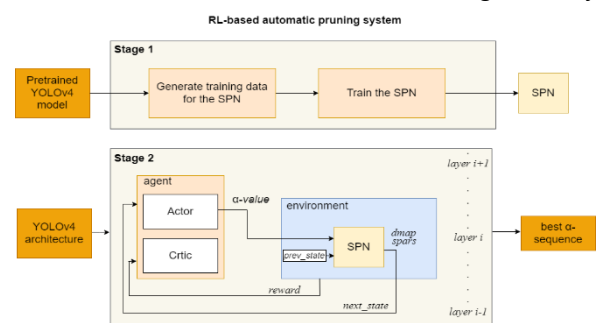 RL-based automatic pruning system
Stage 1
Pretrained
YOLOv4
model
Generate training data
for the SPN
Train the SPN
SPN
Stage 2
layer i+1
agent
α-value
Actor
environment
YOLOv4
architecture
SPN
dmap
spars
layer i
best α-
sequence
Crtic
prev_state
reward
next_state
layer i-1